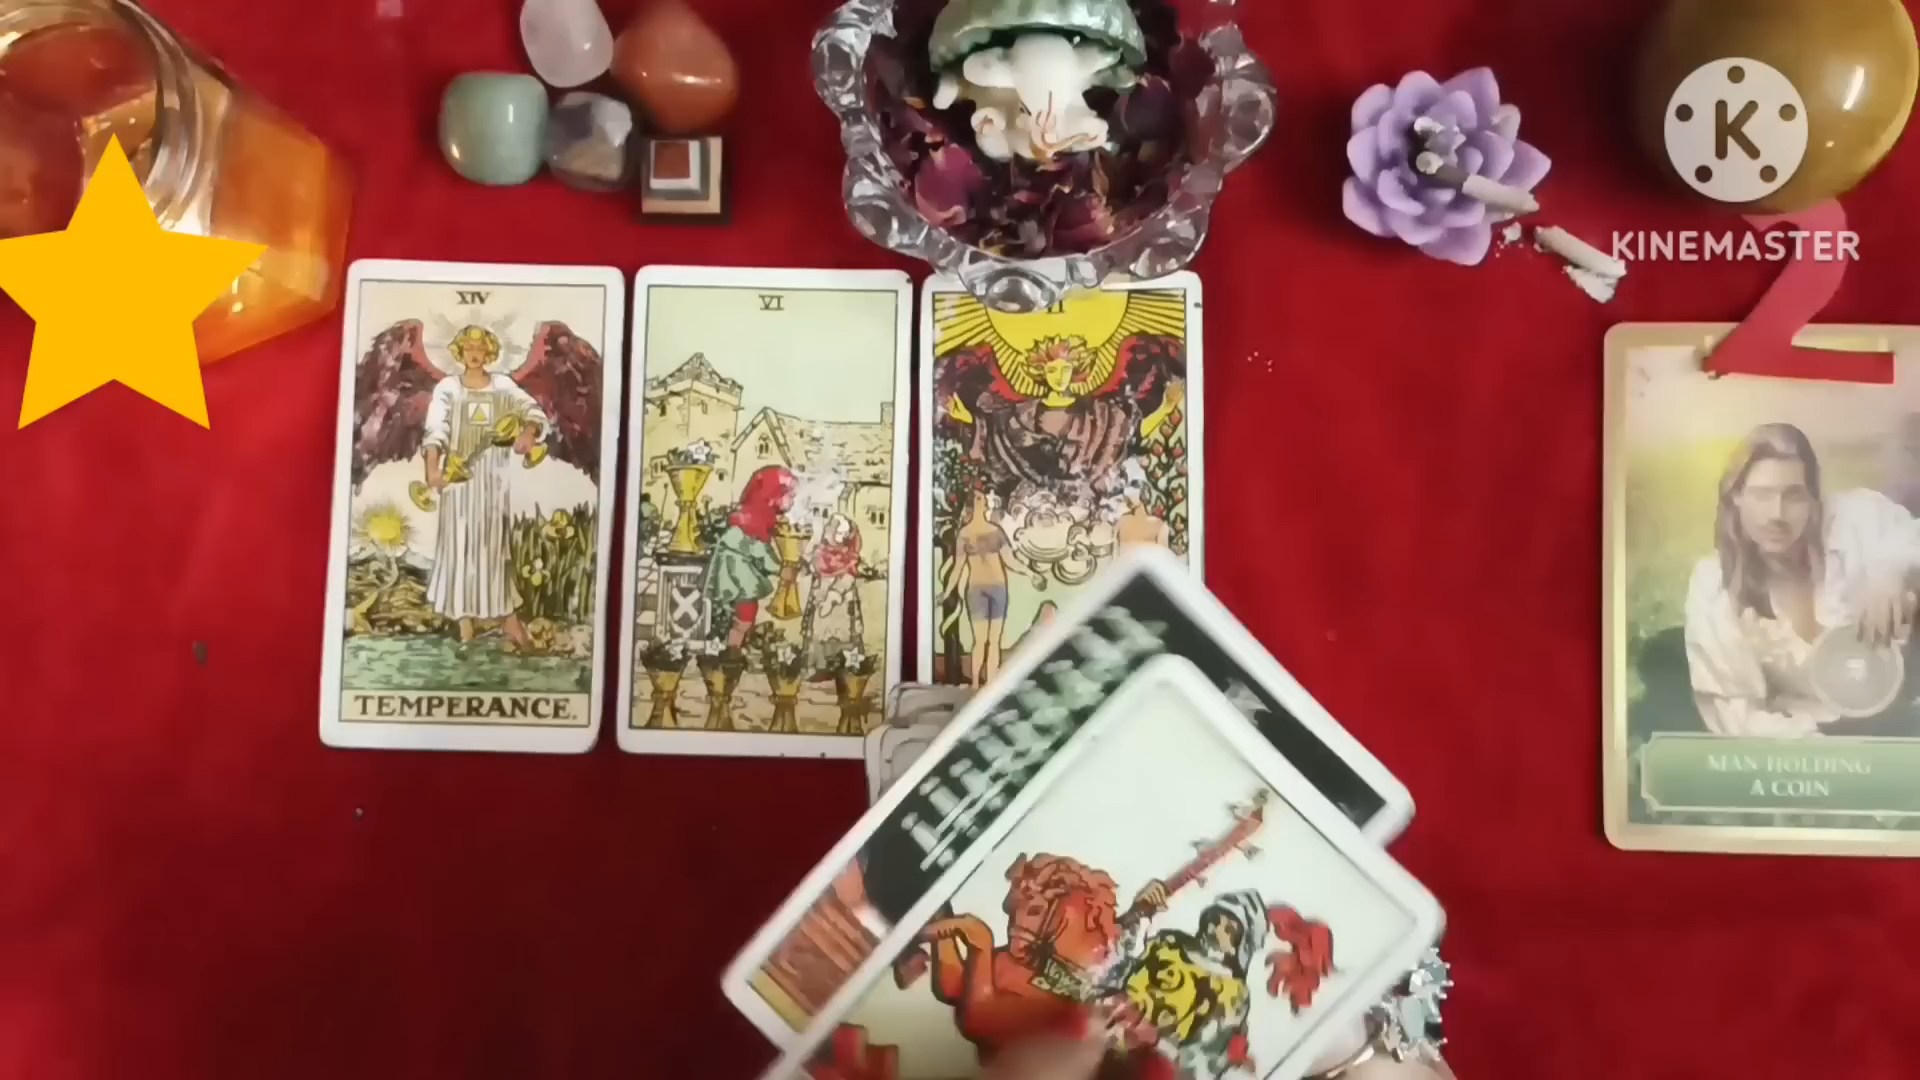 K
KINEMASTER
2
XIV
VI
TEMPERANCE.
MAN HOLDING
A COIN